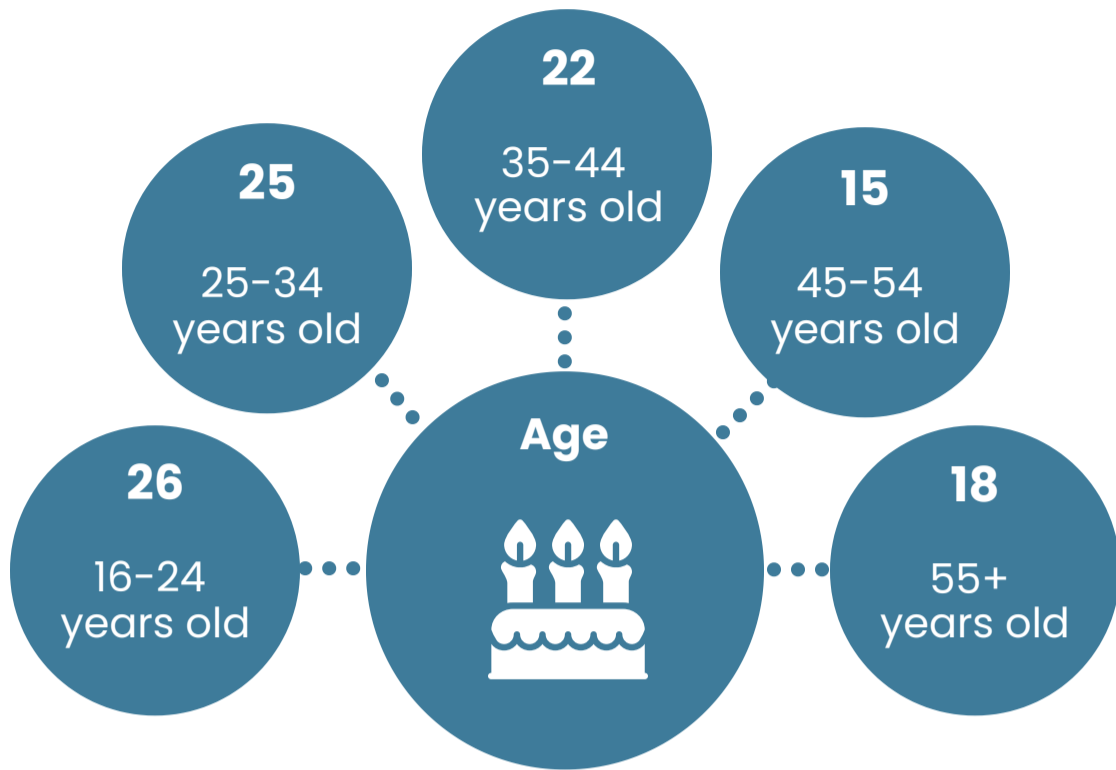 22
35-44
years old
25
25-34
years old
15
45-54
years old
Age
26
16-24
years old
18
55+
years old